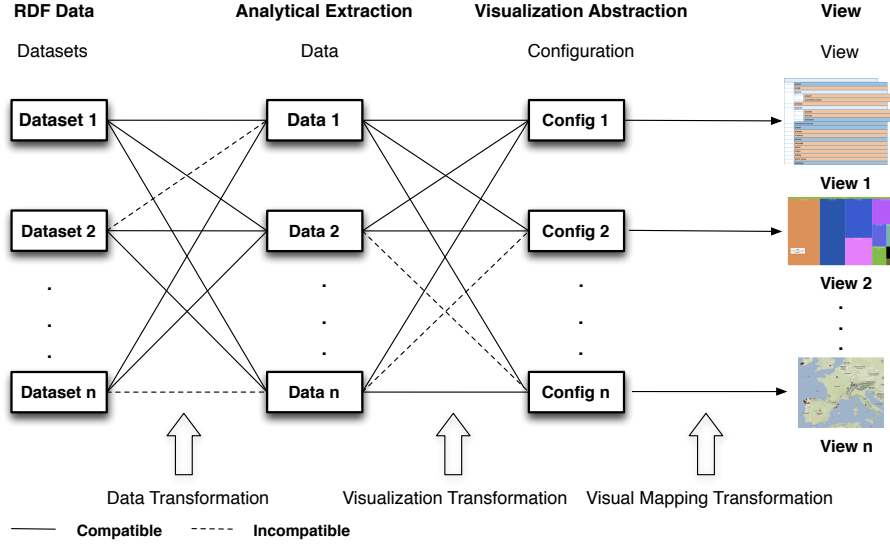 RDF Data Analytical Extraction Visualization Abstraction View
Datasets Data Configuration View
Dataset 1 Data 1 Config 1
View 1
Dataset 2 Data 2 Config 2
View 2
Dataset n Data n Config n
View n
Data Transformation Visualization Transformation Visual Mapping Transformation
Compatible Incompatible